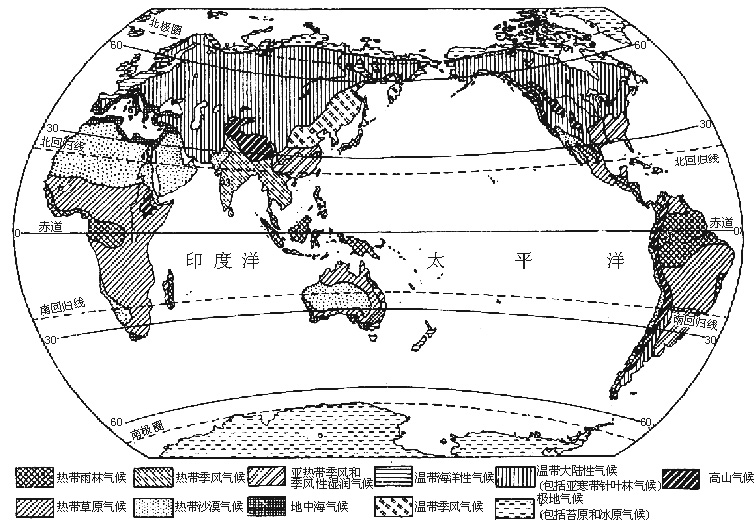 北极圈
60
60
30
30
北回归线
北回归线
赤道
赤道
0
0
印度洋
太平洋
南回归线
南回归线
30
30
60
60
南极圈
热带雨林气候
热带季风气候
亚热带季风和
季风性湿润气候
温带海洋性气候
温带大陆性气候
(包括亚寒带针叶林气候)
高山气候
热带草原气候
热带沙漠气候
地中海气候
温带季风气候
极地气候
(包括苔原和冰原气候)